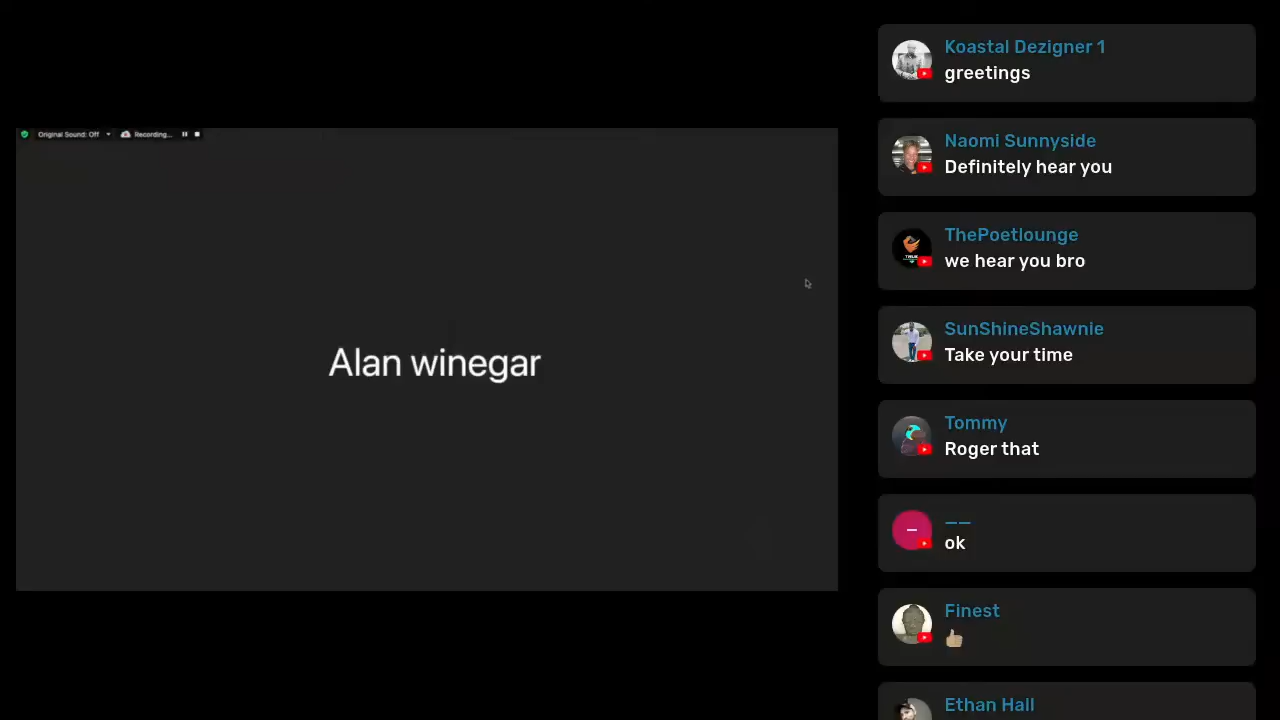 Original Sound: Off
Recording...
Alan winegar
Koastal Dezigner 1
greetings
Naomi Sunnyside
Definitely hear you
ThePoetlounge
we hear you bro
SunShineShawnie
Take your time
Tommy
Roger that
__
ok
Finest
👍🏽
Ethan Hall